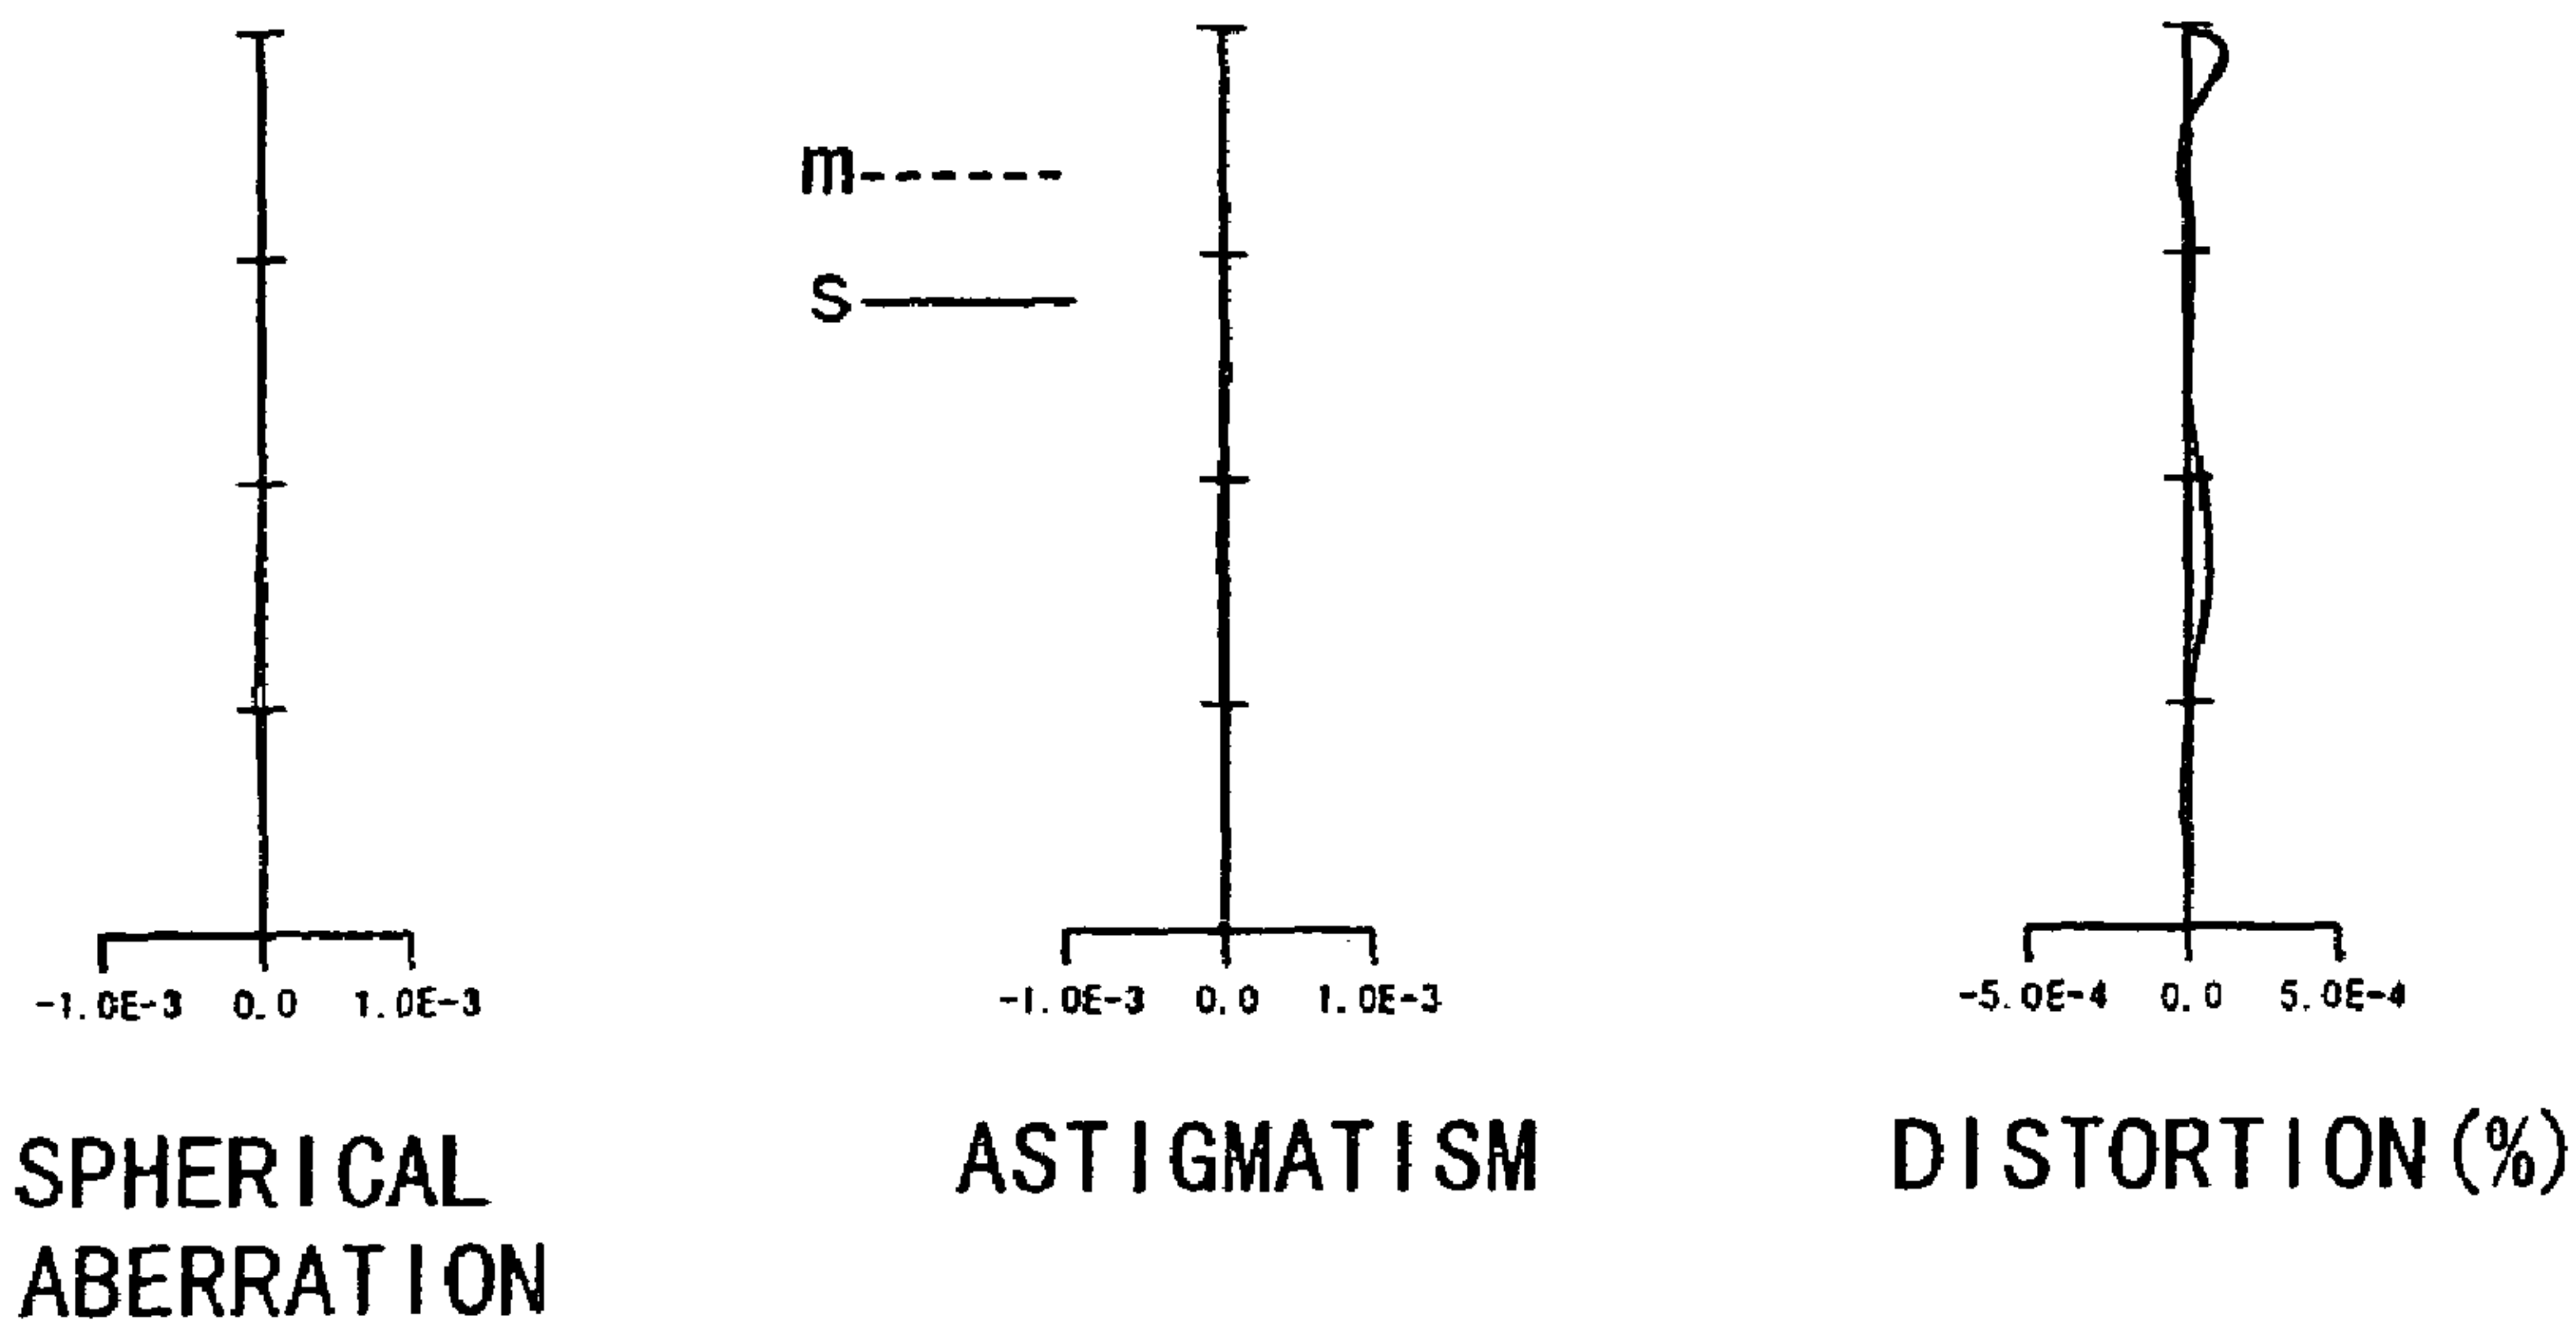 m
s
-1.0E-3 0.0 1.0E-3
-1.0E-3 0.0 1.0E-3
-5.0E-4 0.0 5.0E-4
SPHERICAL
ABERRATION
ASTIGMATISM
DISTORTION(%)